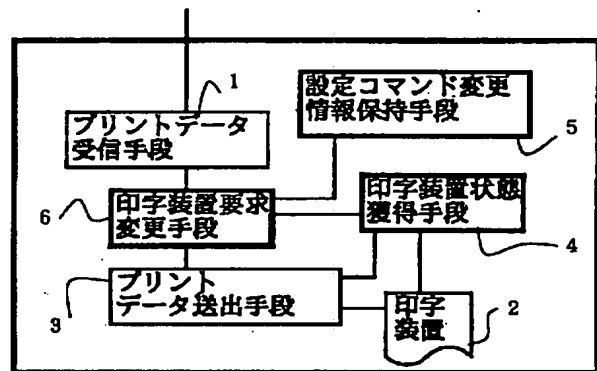 1
プリントデータ
受信手段
設定コマンド変更
情報保持手段
5
6
印字装置要求
変更手段
印字装置状態
獲得手段
4
3
プリント
データ送出手段
印字
装置
2